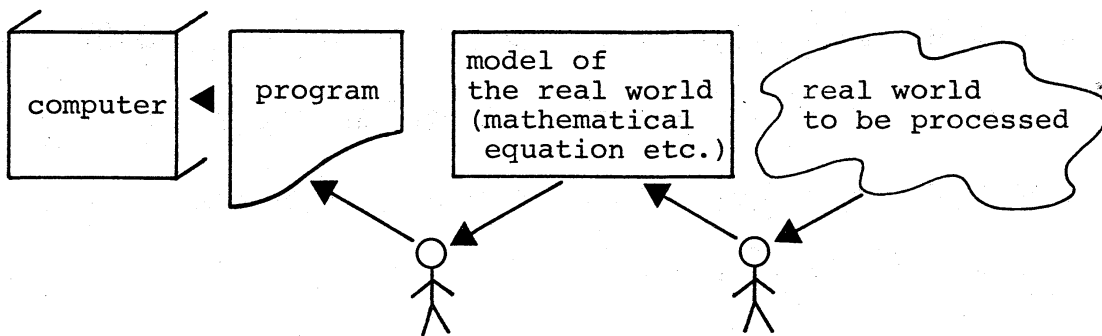 computer
program
model of
the real world
(mathematical
equation etc.)
real world
to be processed